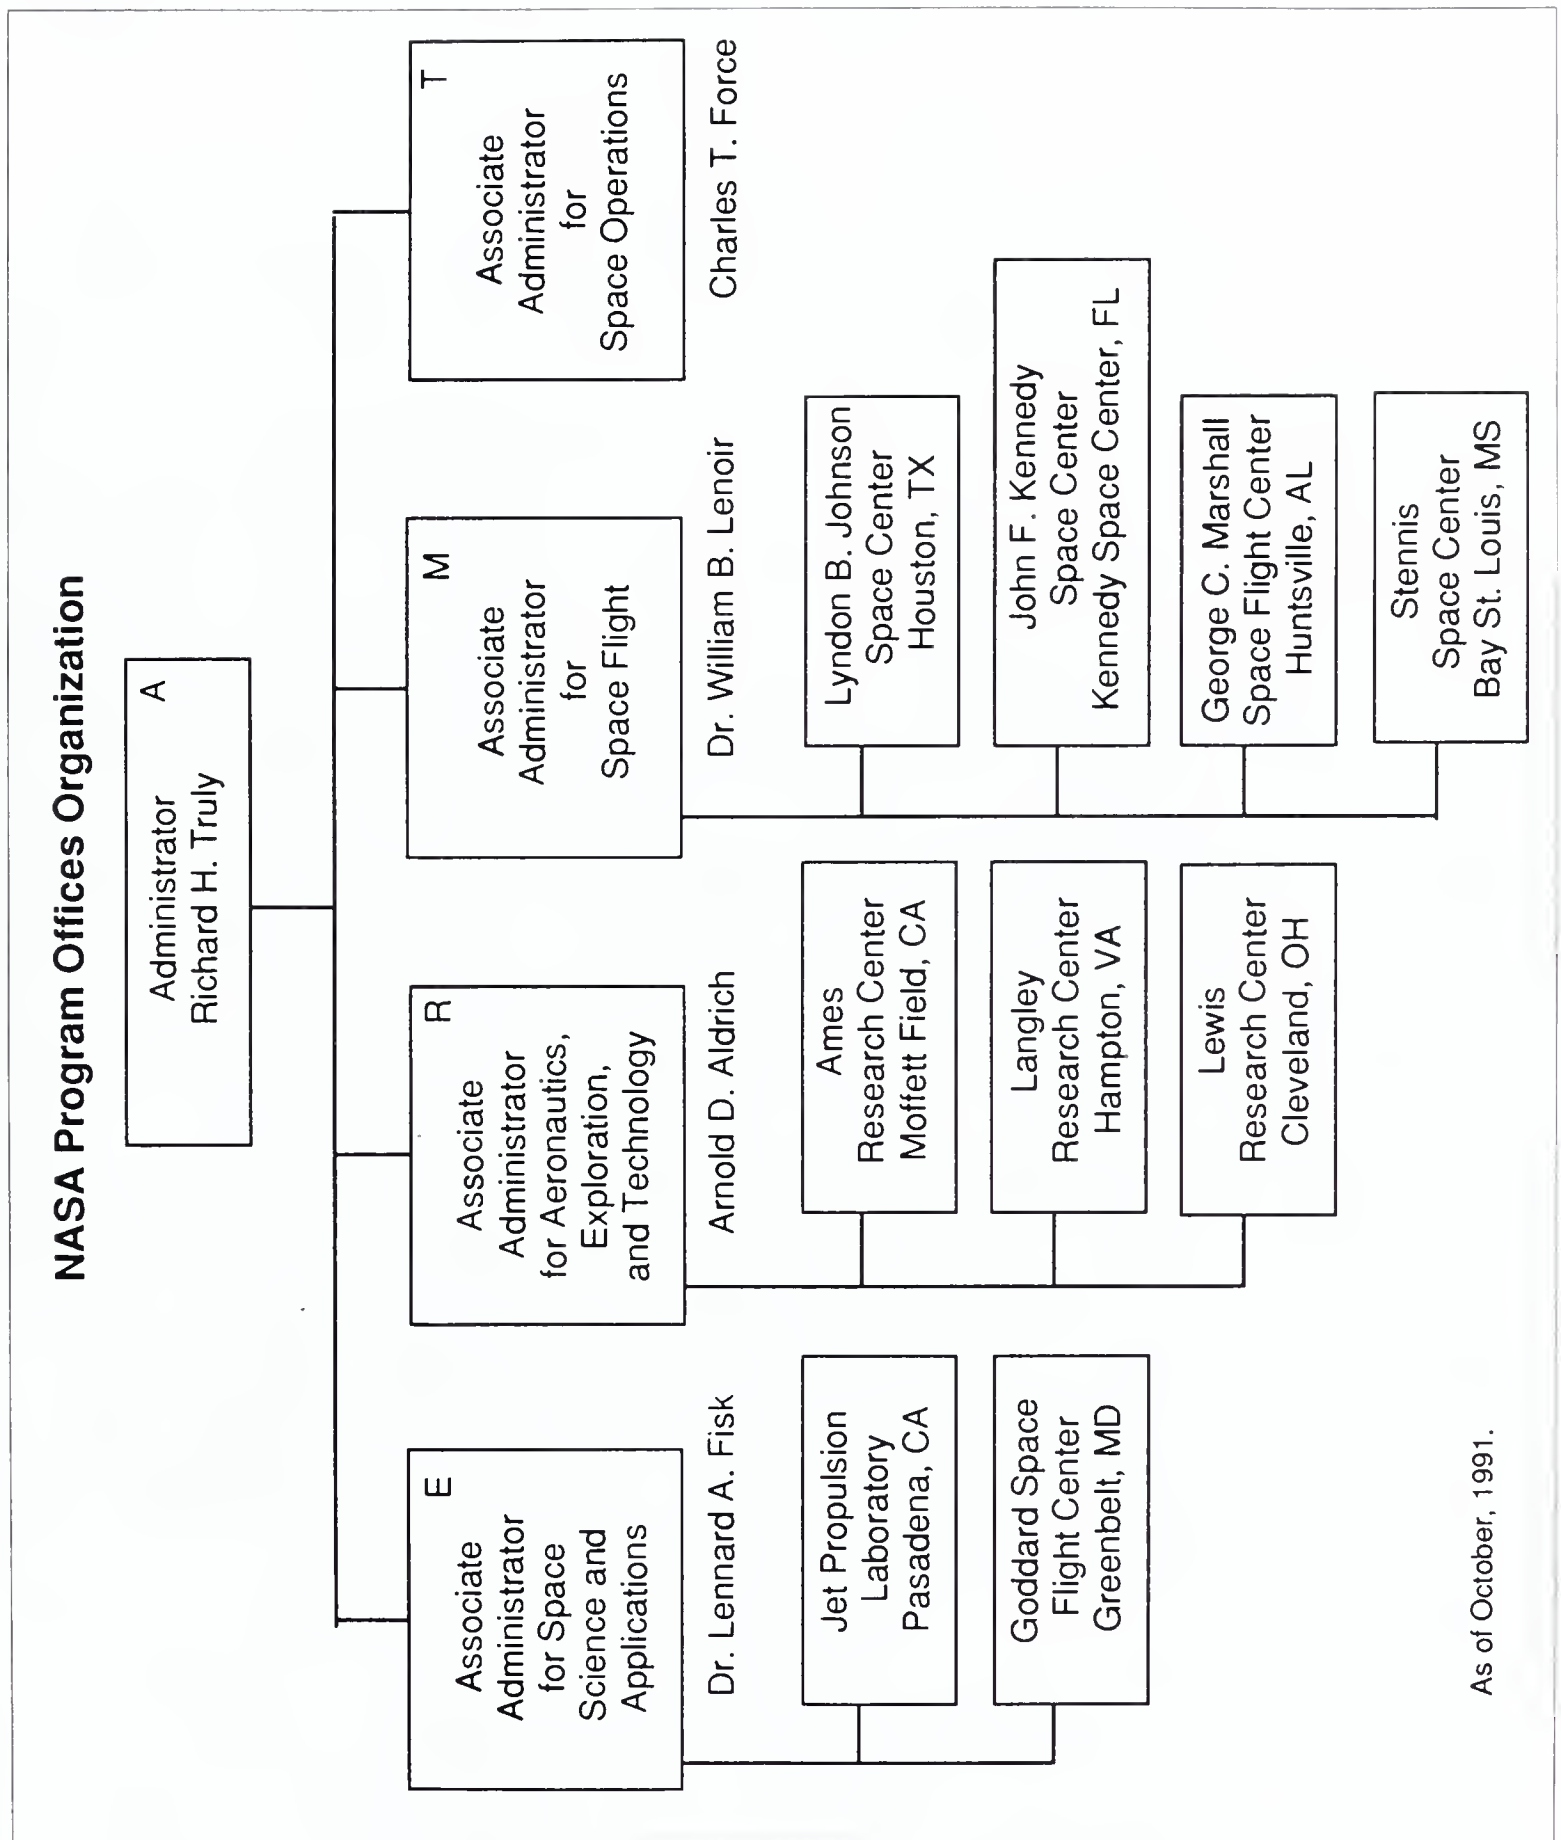 NASA Program Offices Organization
A
Administrator
Richard H. Truly
E
Associate
Administrator
for Space
Science and
Applications
Dr. Lennard A. Fisk
Jet Propulsion
Laboratory
Pasadena, CA
Goddard Space
Flight Center
Greenbelt, MD
R
Associate
Administrator
for Aeronautics,
Exploration,
and Technology
Arnold D. Aldrich
Ames
Research Center
Moffett Field, CA
Langley
Research Center
Hampton, VA
Lewis
Research Center
Cleveland, OH
M
Associate
Administrator
for
Space Flight
Dr. William B. Lenoir
Lyndon B. Johnson
Space Center
Houston, TX
John F. Kennedy
Space Center
Kennedy Space Center, FL
George C. Marshall
Space Flight Center
Huntsville, AL
Stennis
Space Center
Bay St. Louis, MS
T
Associate
Administrator
for
Space Operations
Charles T. Force
As of October, 1991.